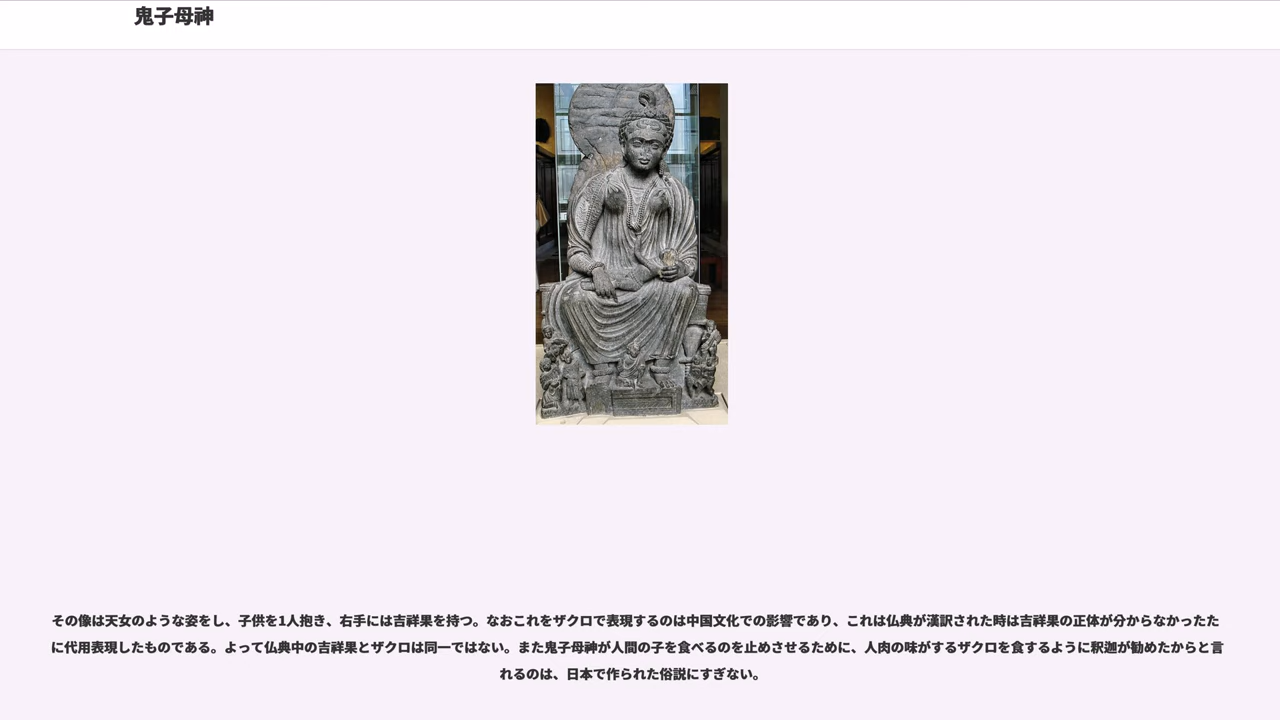 鬼子母神
その像は天女のような姿をし、子供を1人抱き、右手には吉祥果を持つ。なおこれをザクロで表現するのは中国文化での影響であり、これは仏典が漢訳された時は吉祥果の正体が分からなかったた
に代用表現したものである。よって仏典中の吉祥果とザクロは同一ではない。また鬼子母神が人間の子を食べるのを止めさせるために、人肉の味がするザクロを食するように釈迦が勧めたからと言
れるのは、日本で作られた俗説にすぎない。